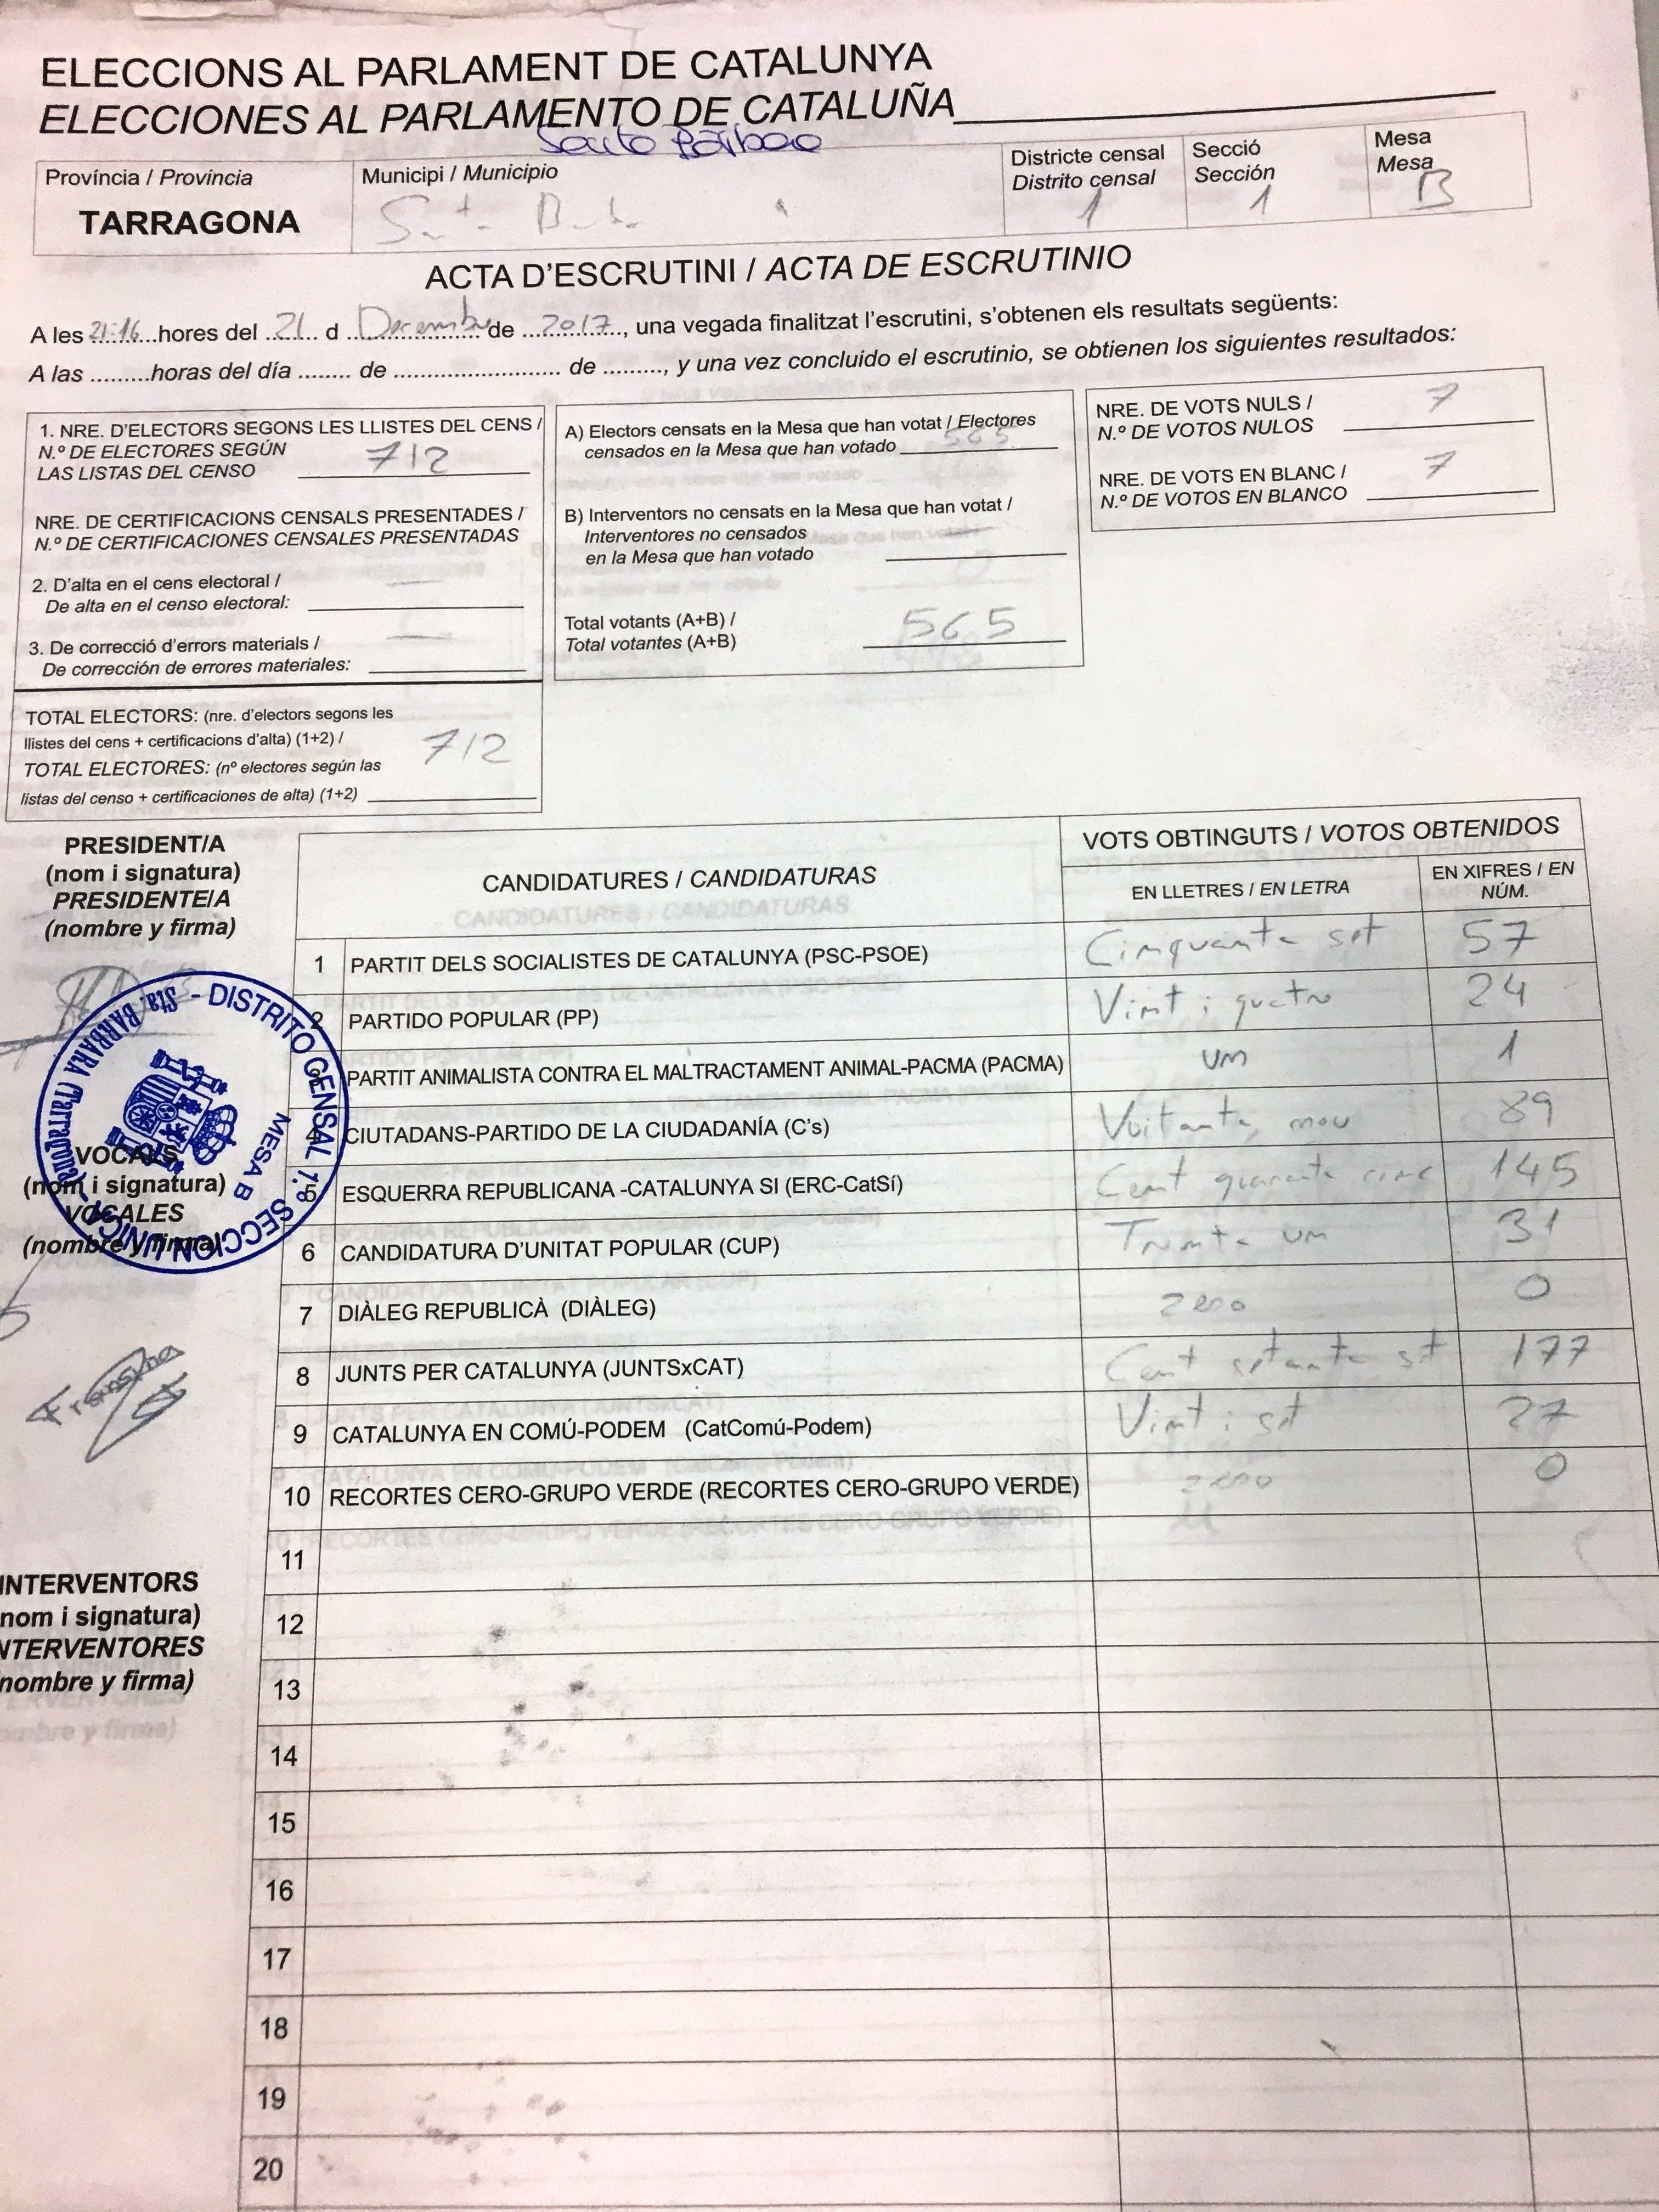 ELECCIONS AL PARLAMENT DE CATALUNYA
ELECCIONES AL PARLAMENTO DE CATALUÑA
Província / Provincia
TARRAGONA
Municipi / Municipio
Districte censal
Distrito censal
1
Secció
Sección
1
Mesa
Mesa
B
ACTA D'ESCRUTINI / ACTA DE ESCRUTINIO
A les 21:16 hores del 21 d Desembre de 2017, una vegada finalitzat l'escrutini, s'obtenen els resultats següents:
A las .........horas del día ........ de .......................... de ........., y una vez concluido el escrutinio, se obtienen los siguientes resultados:
1. NRE. D'ELECTORS SEGONS LES LLISTES DEL CENS /
N.º DE ELECTORES SEGÚN
LAS LISTAS DEL CENSO 712
NRE. DE CERTIFICACIONS CENSALS PRESENTADES /
N.º DE CERTIFICACIONES CENSALES PRESENTADAS
2. D'alta en el cens electoral /
De alta en el censo electoral: —
3. De correcció d'errors materials /
De corrección de errores materiales: —
TOTAL ELECTORS: (nre. d'electors segons les
llistes del cens + certificacions d'alta) (1+2) /
TOTAL ELECTORES: (nº electores según las
listas del censo + certificaciones de alta) (1+2) 712
A) Electors censats en la Mesa que han votat / Electores
censados en la Mesa que han votado 565
B) Interventors no censats en la Mesa que han votat /
Interventores no censados
en la Mesa que han votado —
Total votants (A+B) /
Total votantes (A+B) 565
NRE. DE VOTS NULS /
N.º DE VOTOS NULOS 7
NRE. DE VOTS EN BLANC /
N.º DE VOTOS EN BLANCO 7
PRESIDENT/A
(nom i signatura)
PRESIDENTE/A
(nombre y firma)
Sta. BARBARA (Tarragona) - DISTRITO CENSAL 1.º SECCION UNICA
MESA B
VOCALS
(nom i signatura)
VOCALES
(nombre y firma)
INTERVENTORS
(nom i signatura)
INTERVENTORES
(nombre y firma)
CANDIDATURES / CANDIDATURAS
VOTS OBTINGUTS / VOTOS OBTENIDOS
EN LLETRES / EN LETRA
EN XIFRES / EN
NÚM.
1 PARTIT DELS SOCIALISTES DE CATALUNYA (PSC-PSOE) Cinquanta set 57
2 PARTIDO POPULAR (PP) Vint i quatre 24
3 PARTIT ANIMALISTA CONTRA EL MALTRACTAMENT ANIMAL-PACMA (PACMA) un 1
4 CIUTADANS-PARTIDO DE LA CIUDADANÍA (C's) Vuitanta nou 89
5 ESQUERRA REPUBLICANA -CATALUNYA SI (ERC-CatSí) Cent quaranta cinc 145
6 CANDIDATURA D'UNITAT POPULAR (CUP) Trenta un 31
7 DIÀLEG REPUBLICÀ (DIÀLEG) zero 0
8 JUNTS PER CATALUNYA (JUNTSxCAT) Cent setanta set 177
9 CATALUNYA EN COMÚ-PODEM (CatComú-Podem) Vint i set 27
10 RECORTES CERO-GRUPO VERDE (RECORTES CERO-GRUPO VERDE) zero 0
11
12
13
14
15
16
17
18
19
20